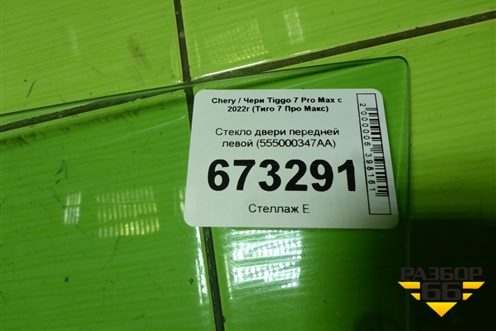 Chery / Чери Tiggo 7 Pro Max с
2022г (Тиго 7 Про Макс)
Стекло двери передней
левой (555000347AA)
673291
Стеллаж Е
2000006398161
РАЗБОР
66